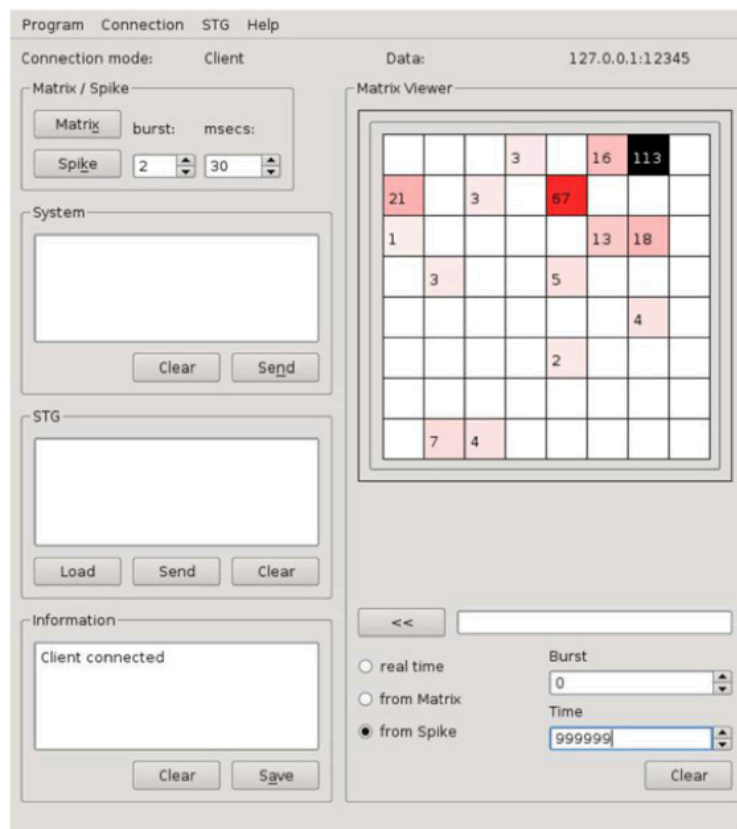 Program Connection STG Help
Connection mode: Client Data: 127.0.0.1:12345
Matrix / Spike
Matrix burst: msecs:
Spike 2 30
System
Clear Send
STG
Load Send Clear
Information
Client connected
Clear Save
Matrix Viewer
3 16 113
21 3 67
1 13 18
3 5
4
2
7 4
<<
real time
from Matrix
from Spike
Burst
0
Time
999999
Clear